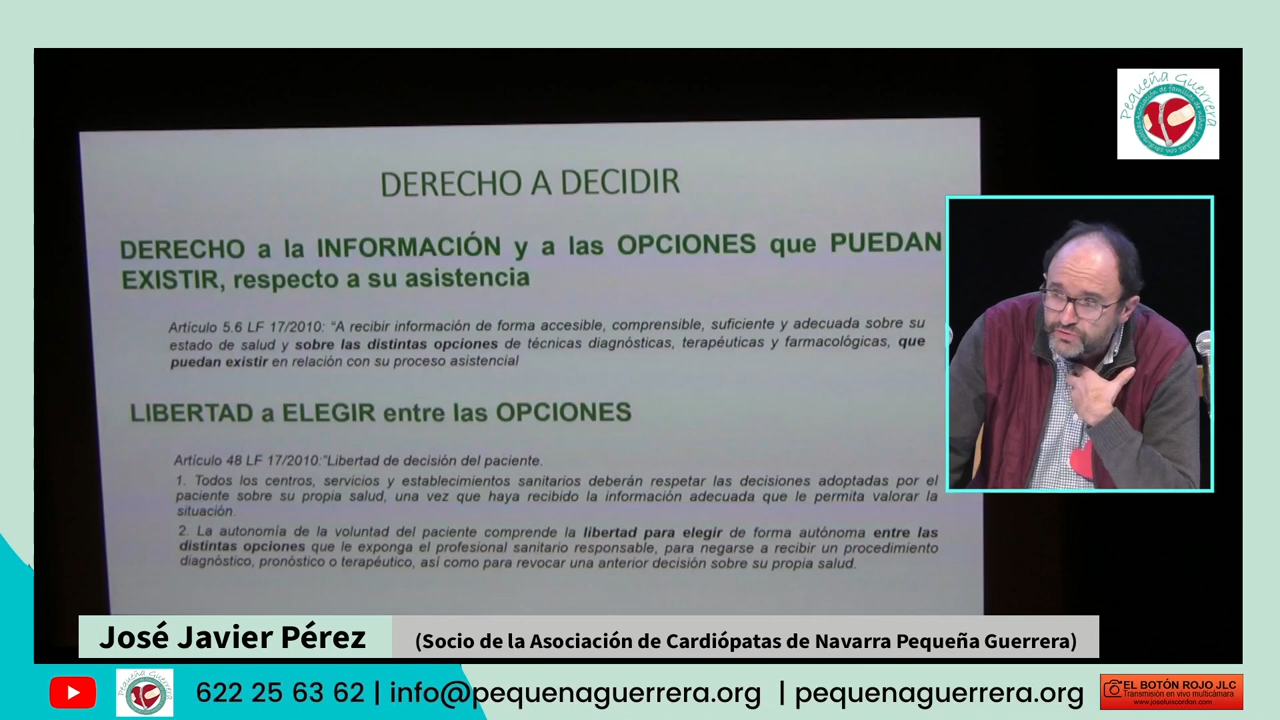 DERECHO A DECIDIR
DERECHO a la INFORMACIÓN y a las OPCIONES que PUEDAN
EXISTIR, respecto a su asistencia
Artículo 5.6 LF 17/2010: "A recibir información de forma accesible, comprensible, suficiente y adecuada sobre su
estado de salud y sobre las distintas opciones de técnicas diagnósticas, terapéuticas y farmacológicas, que
puedan existir en relación con su proceso asistencial
LIBERTAD a ELEGIR entre las OPCIONES
Artículo 48 LF 17/2010:"Libertad de decisión del paciente.
1. Todos los centros, servicios y establecimientos sanitarios deberán respetar las decisiones adoptadas por el
paciente sobre su propia salud, una vez que haya recibido la información adecuada que le permita valorar la
situación.
2. La autonomía de la voluntad del paciente comprende la libertad para elegir de forma autónoma entre las
distintas opciones que le exponga el profesional sanitario responsable, para negarse a recibir un procedimiento
diagnóstico, pronóstico o terapéutico, así como para revocar una anterior decisión sobre su propia salud.
Pequeña Guerrera
José Javier Pérez
(Socio de la Asociación de Cardiópatas de Navarra Pequeña Guerrera)
Pequeña Guerrera
622 25 63 62 | info@pequenaguerrera.org | pequenaguerrera.org
EL BOTÓN ROJO JLC
Transmisión en vivo multicámara
www.joseluiscordon.com